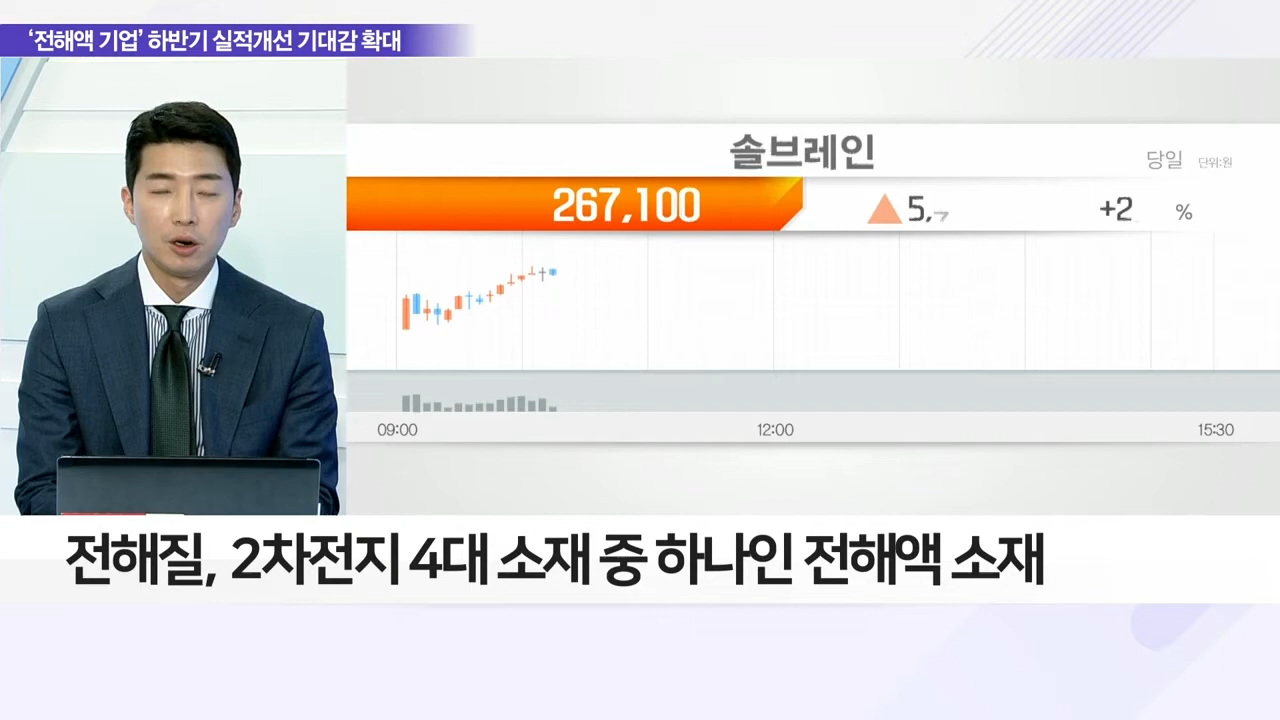 ‘전해액 기업’ 하반기 실적개선 기대감 확대
솔브레인
당일 단위:원
267,100 ▲ 5, +2 %
09:00 12:00 15:30
전해질, 2차전지 4대 소재 중 하나인 전해액 소재